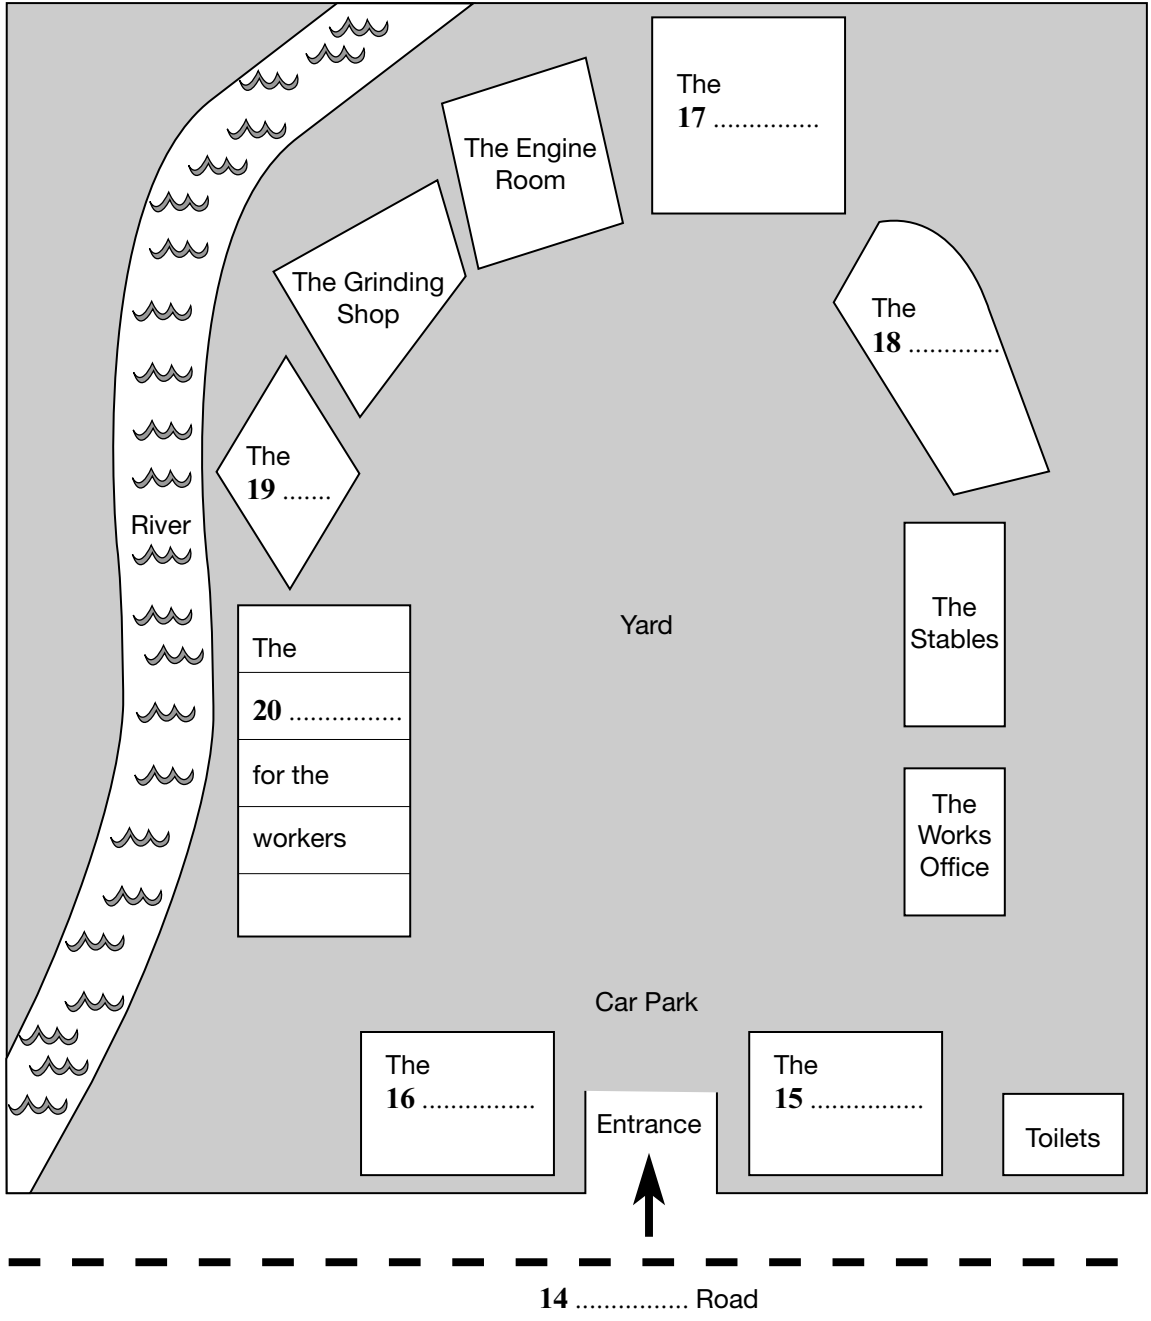 The
17 ...............
The Engine
Room
The Grinding
Shop
The
18 .............
The
19 .......
River
The
Stables
Yard
The
20 ................
for the
workers
The
Works
Office
Car Park
The
16 ................
The
15 ................
Entrance
Toilets
14 ................ Road